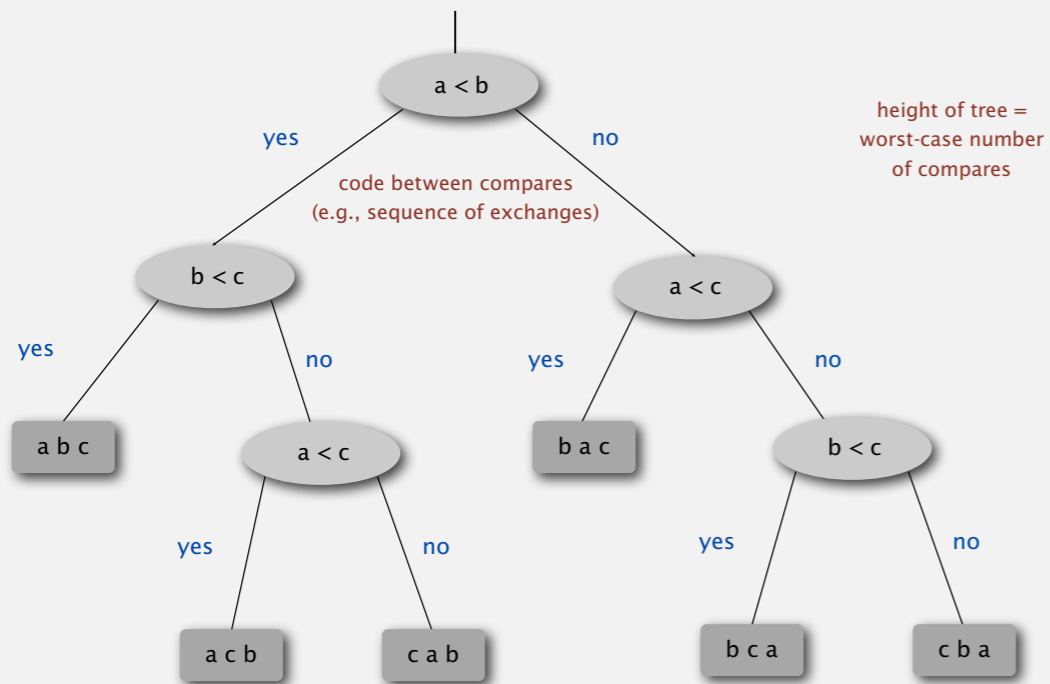 a < b
height of tree =
worst-case number
of compares
yes
no
code between compares
(e.g., sequence of exchanges)
b < c
a < c
yes
no
yes
no
a b c
a < c
b a c
b < c
yes
no
yes
no
a c b
c a b
b c a
c b a